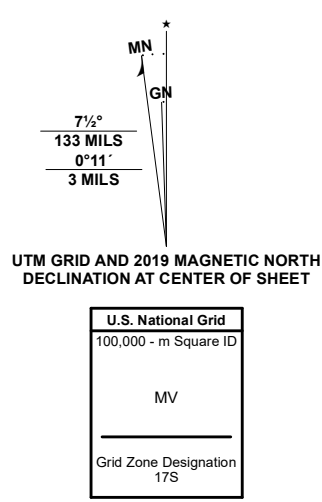 ★
MN
GN
7½°
133 MILS
0°11´
3 MILS
UTM GRID AND 2019 MAGNETIC NORTH
DECLINATION AT CENTER OF SHEET
U.S. National Grid
100,000 - m Square ID
MV
Grid Zone Designation
17S